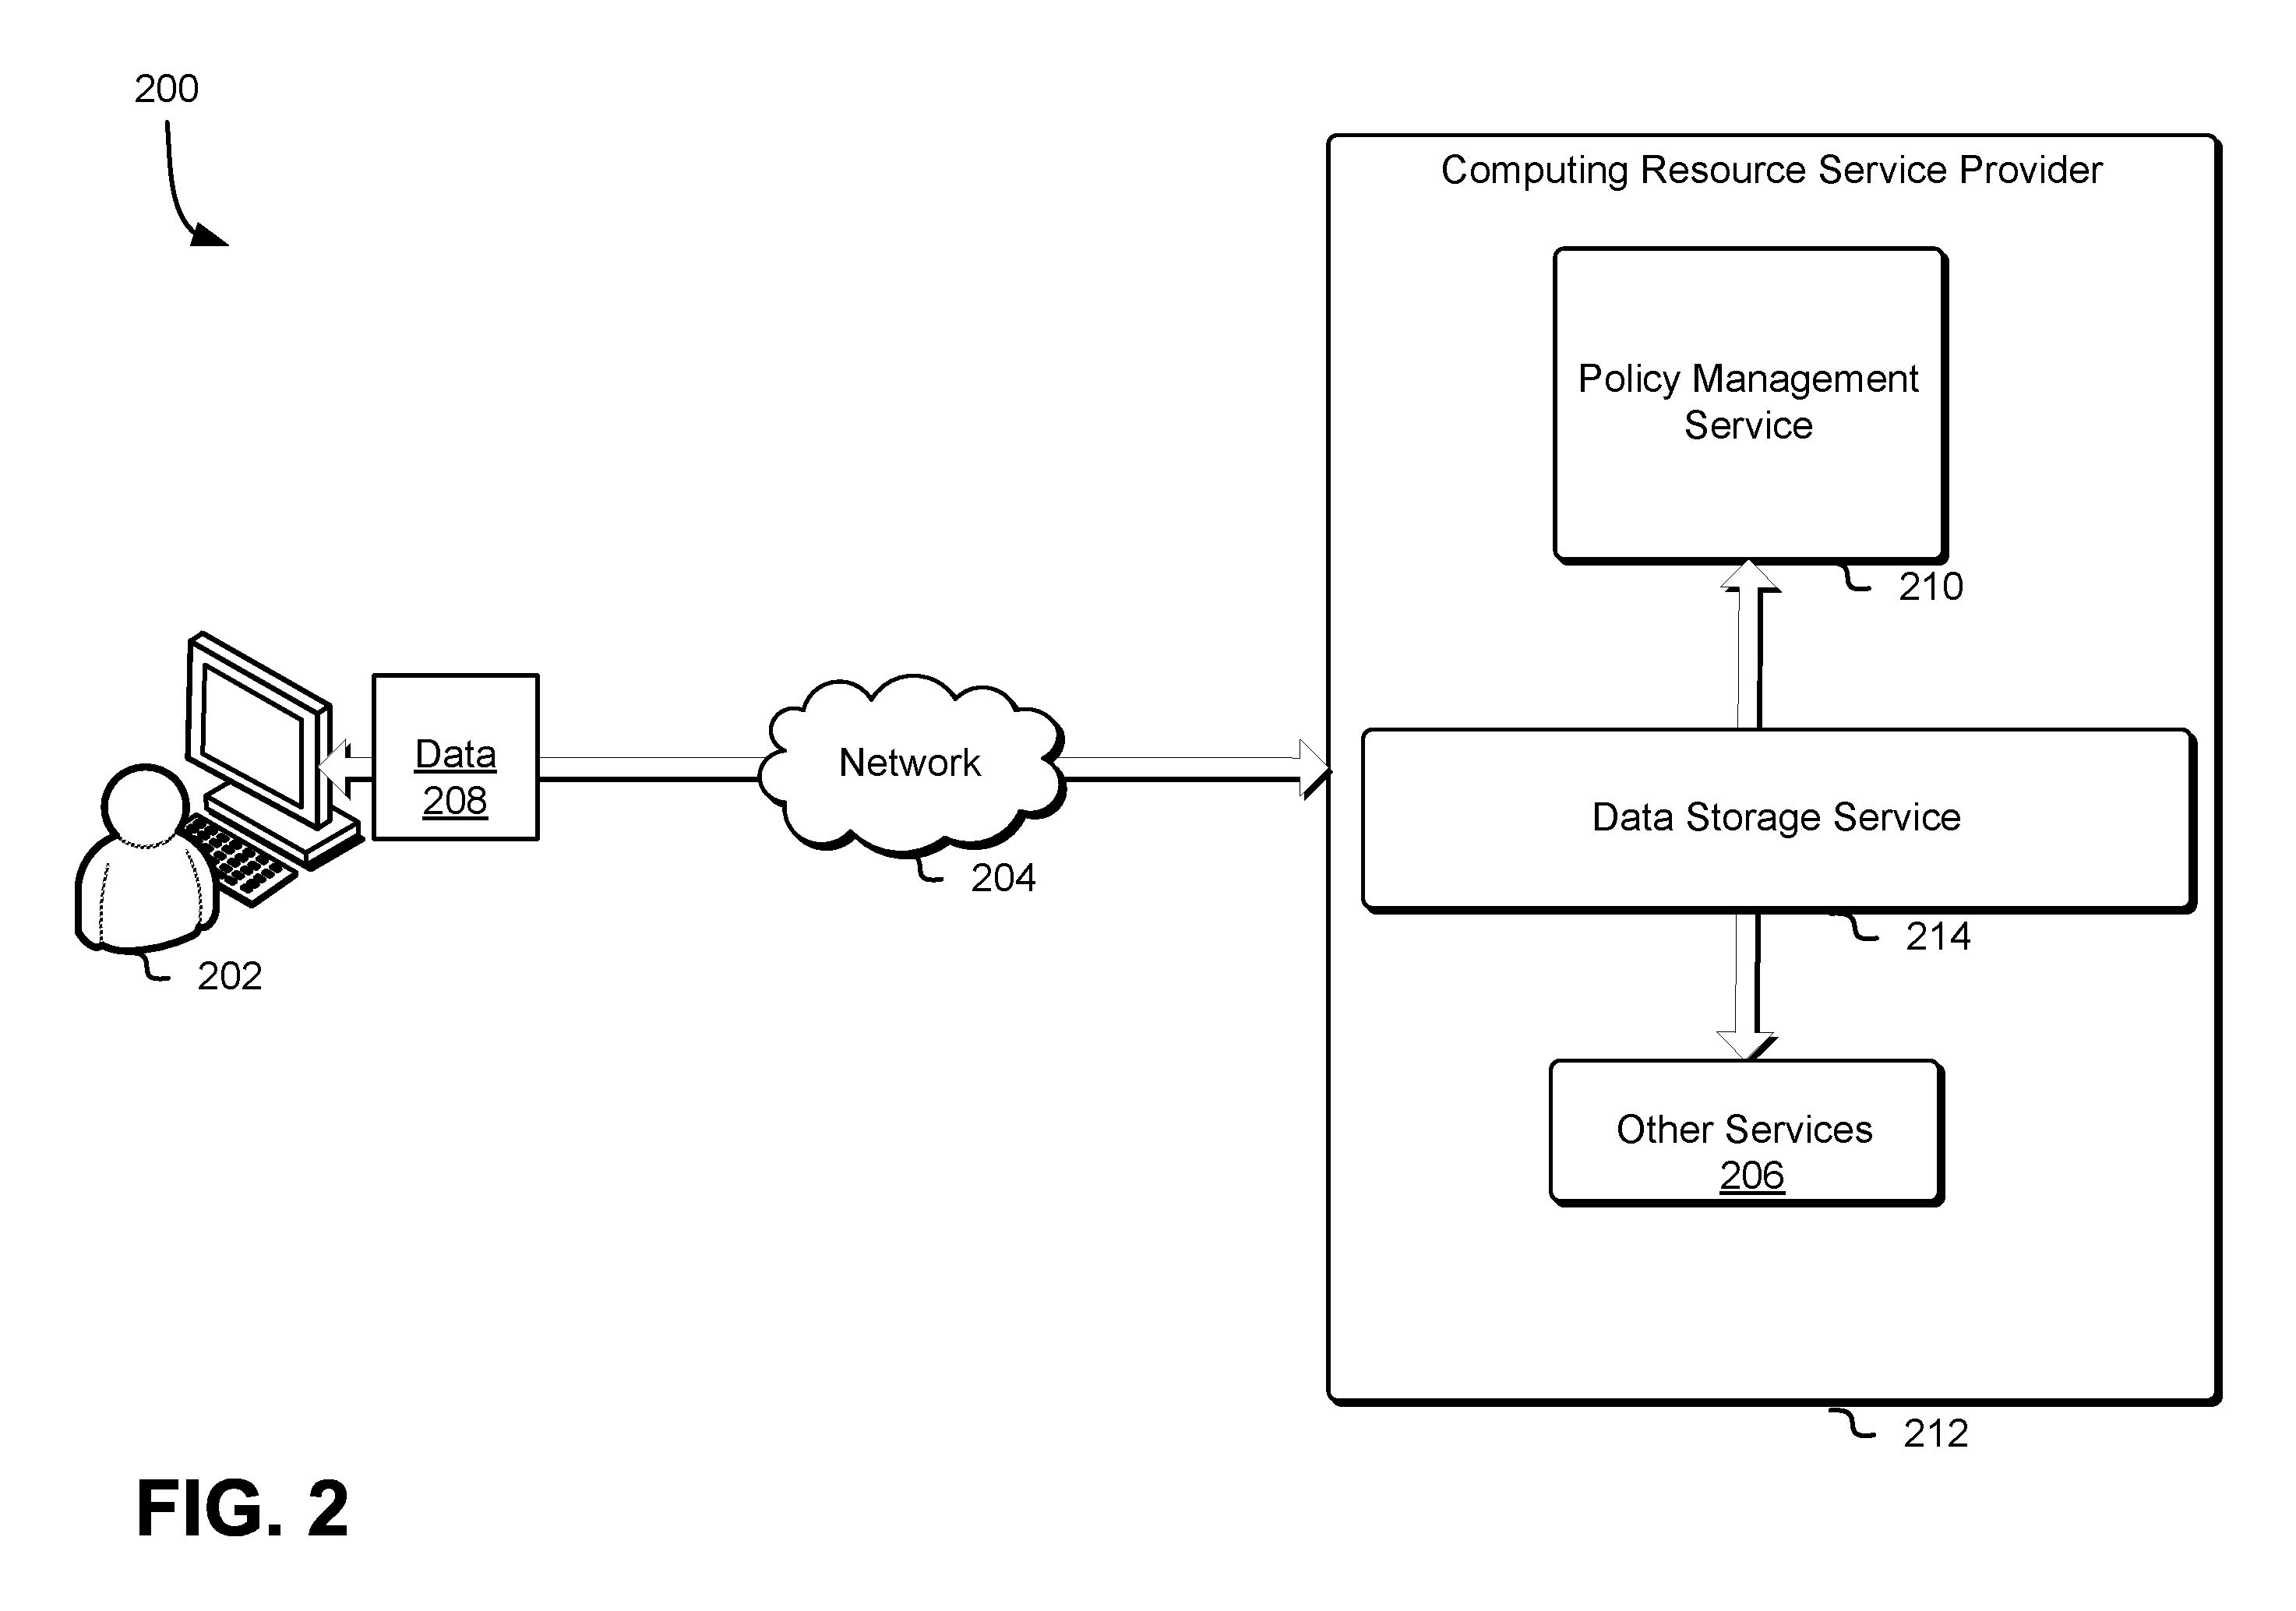 200
Computing Resource Service Provider
Policy Management
Service
210
Data
208
Network
204
Data Storage Service
214
202
Other Services
206
212
FIG. 2